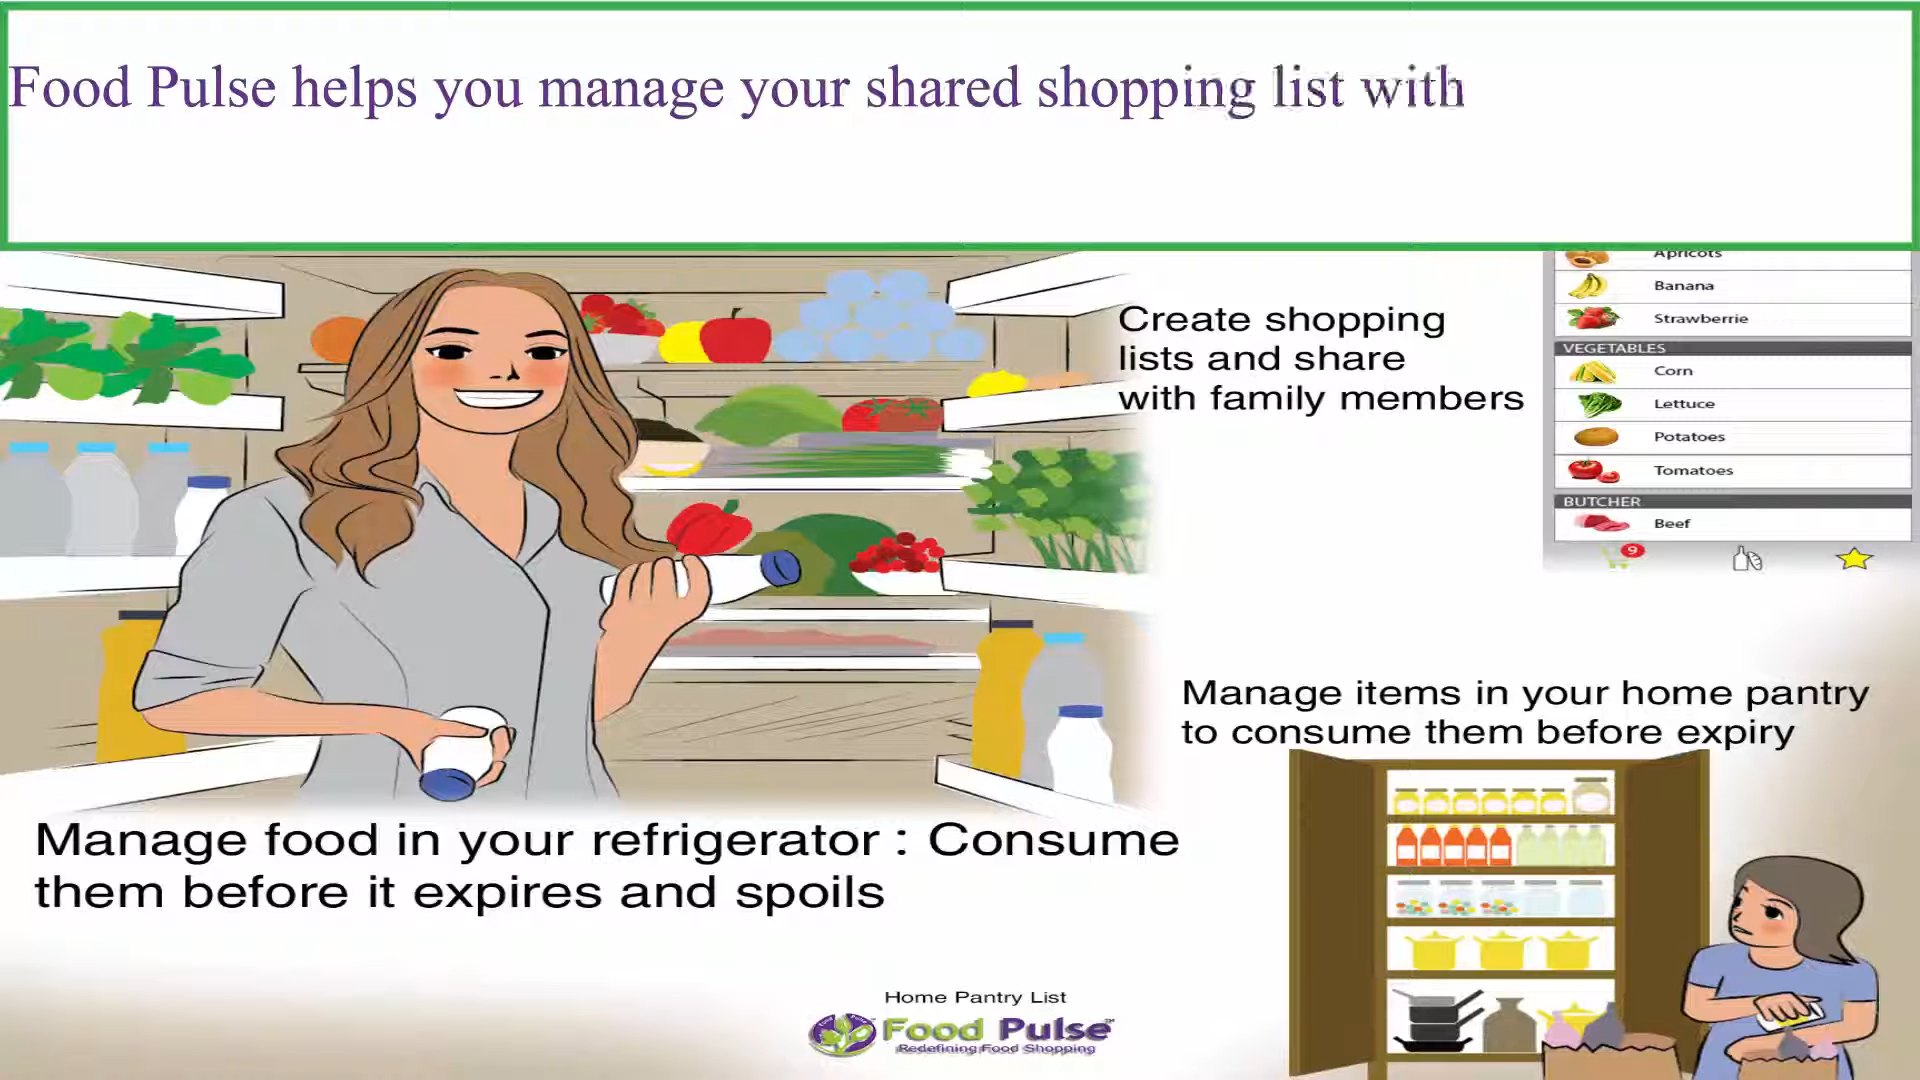 Food Pulse helps you manage your shared shopping list with
Create shopping
lists and share
with family members
Apricots
Banana
Strawberrie
VEGETABLES
Corn
Lettuce
Potatoes
Tomatoes
BUTCHER
Beef
9
Manage items in your home pantry
to consume them before expiry
Manage food in your refrigerator : Consume
them before it expires and spoils
Home Pantry List
Food Pulse™
Redefining Food Shopping